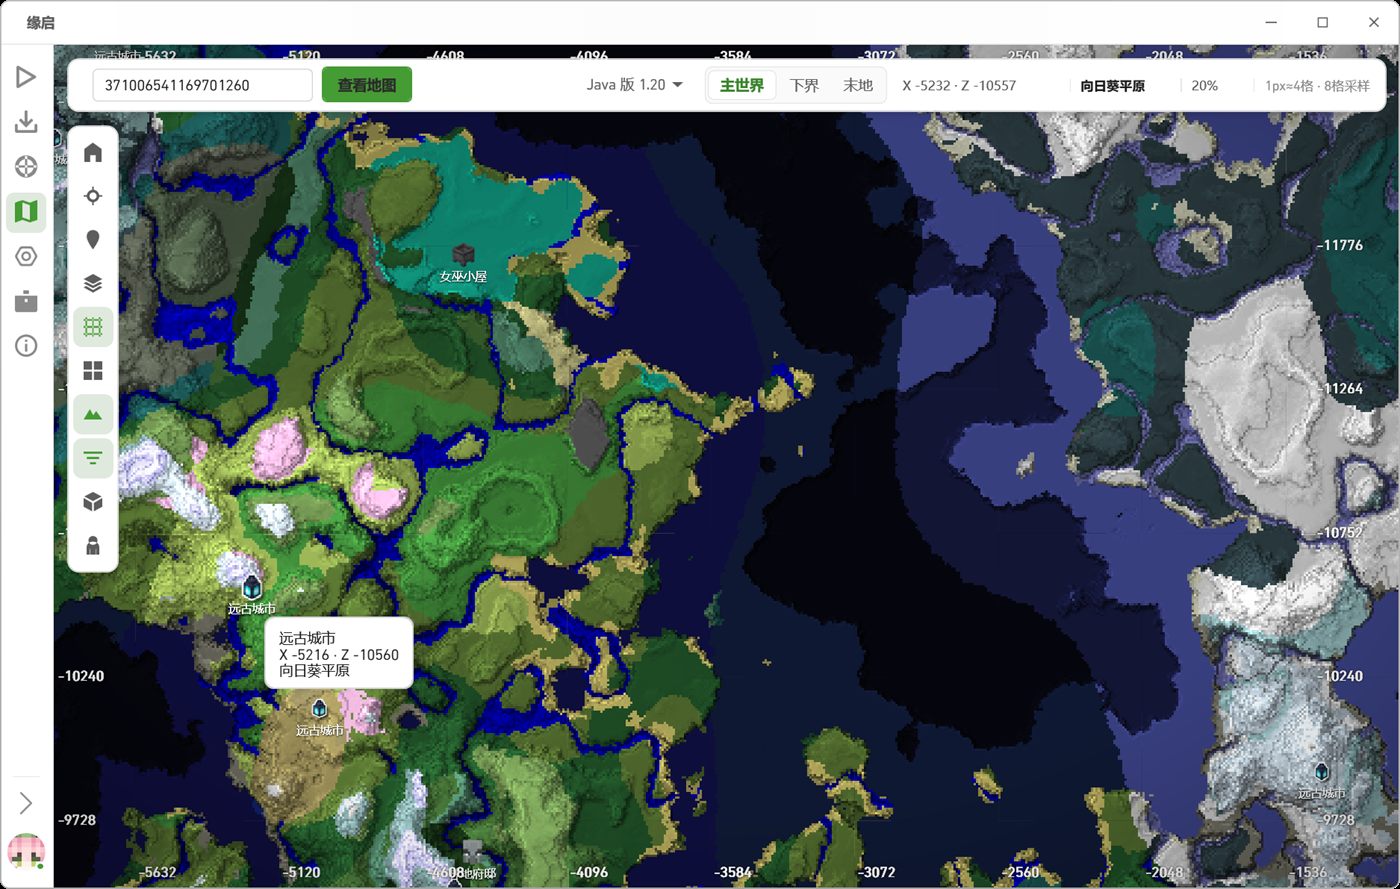 缘启
远古城市
-5632
-5120
-4608
-4096
-3584
-3072
-2560
-2048
-1536
371006541169701260
查看地图
Java 版 1.20
主世界
下界
末地
X -5232 · Z -10557
向日葵平原
20%
1px≈4格 · 8格采样
-11776
女巫小屋
-11264
-10752
远古城市
远古城市
X -5216 · Z -10560
向日葵平原
-10240
-10240
远古城市
远古城市
-9728
-9728
-5632
-5120
-4608
-4096
-3584
-3072
-2560
-2048
-1536